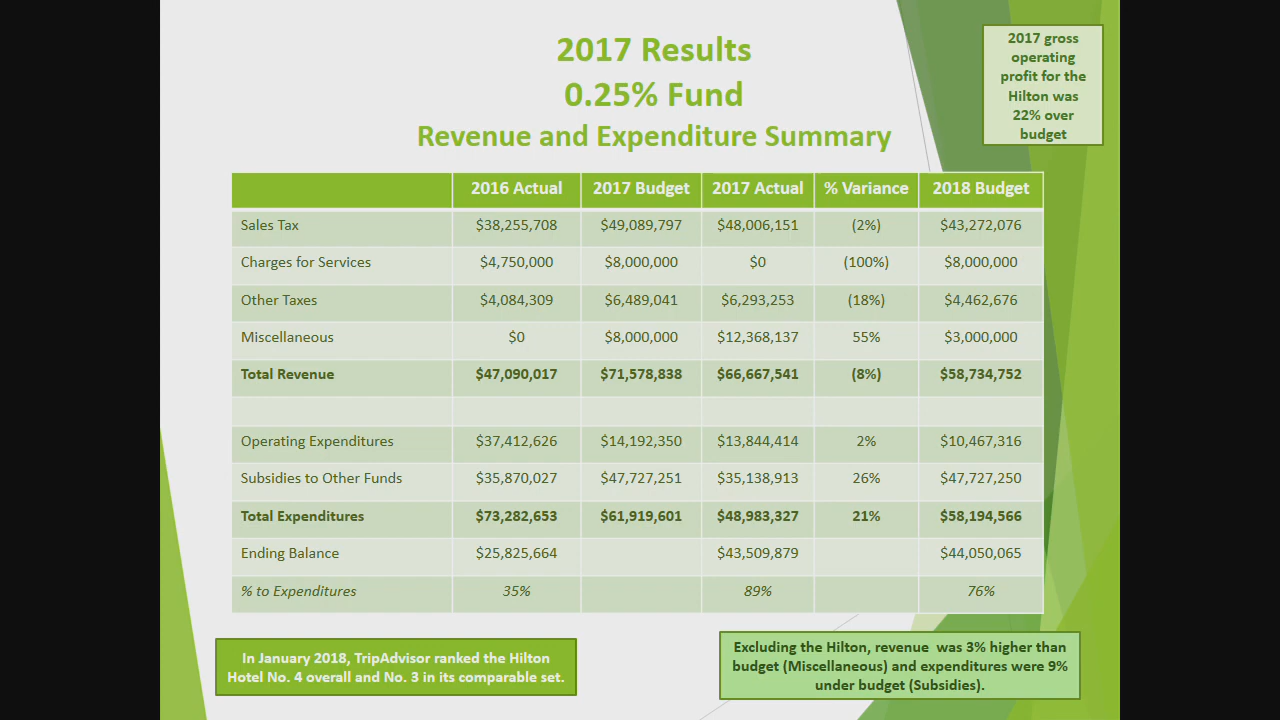 2017 Results
0.25% Fund
Revenue and Expenditure Summary
2017 gross
operating
profit for the
Hilton was
22% over
budget
2016 Actual 2017 Budget 2017 Actual % Variance 2018 Budget
Sales Tax $38,255,708 $49,089,797 $48,006,151 (2%) $43,272,076
Charges for Services $4,750,000 $8,000,000 $0 (100%) $8,000,000
Other Taxes $4,084,309 $6,489,041 $6,293,253 (18%) $4,462,676
Miscellaneous $0 $8,000,000 $12,368,137 55% $3,000,000
Total Revenue $47,090,017 $71,578,838 $66,667,541 (8%) $58,734,752
Operating Expenditures $37,412,626 $14,192,350 $13,844,414 2% $10,467,316
Subsidies to Other Funds $35,870,027 $47,727,251 $35,138,913 26% $47,727,250
Total Expenditures $73,282,653 $61,919,601 $48,983,327 21% $58,194,566
Ending Balance $25,825,664 $43,509,879 $44,050,065
% to Expenditures 35% 89% 76%
In January 2018, TripAdvisor ranked the Hilton
Hotel No. 4 overall and No. 3 in its comparable set.
Excluding the Hilton, revenue was 3% higher than
budget (Miscellaneous) and expenditures were 9%
under budget (Subsidies).